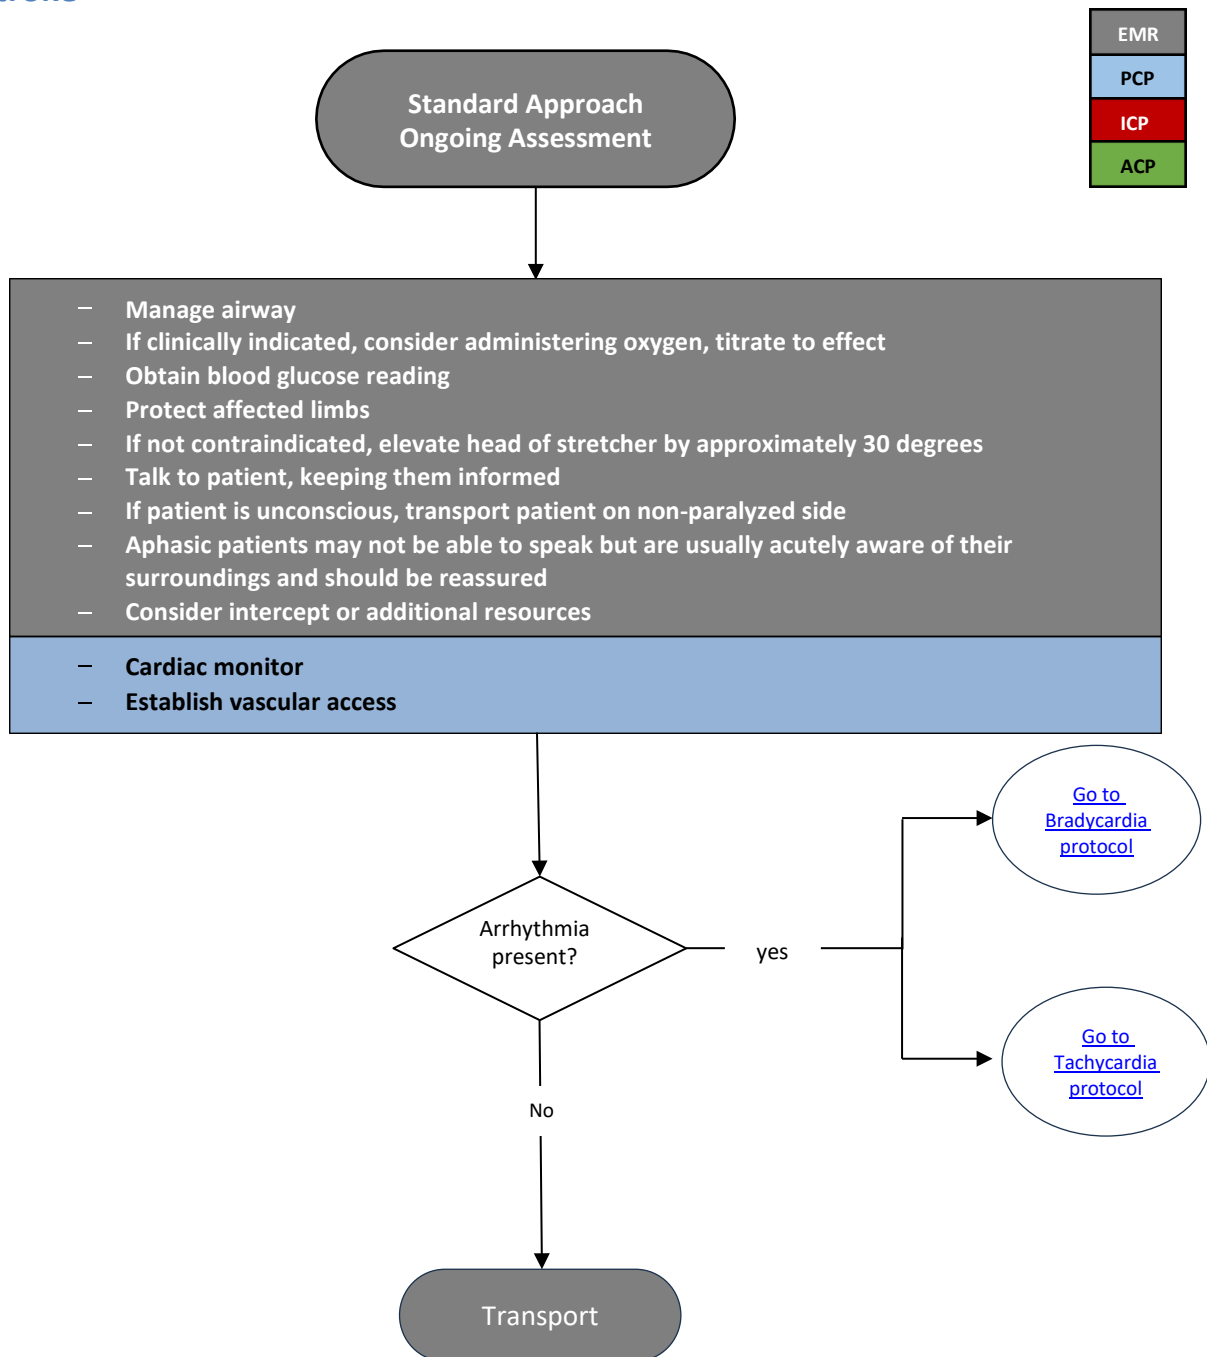 EMR
PCP
ICP
ACP
Standard Approach
Ongoing Assessment
– Manage airway
– If clinically indicated, consider administering oxygen, titrate to effect
– Obtain blood glucose reading
– Protect affected limbs
– If not contraindicated, elevate head of stretcher by approximately 30 degrees
– Talk to patient, keeping them informed
– If patient is unconscious, transport patient on non-paralyzed side
– Aphasic patients may not be able to speak but are usually acutely aware of their
surroundings and should be reassured
– Consider intercept or additional resources
– Cardiac monitor
– Establish vascular access
Go to
Bradycardia
protocol
Arrhythmia
present?
yes
Go to
Tachycardia
protocol
No
Transport